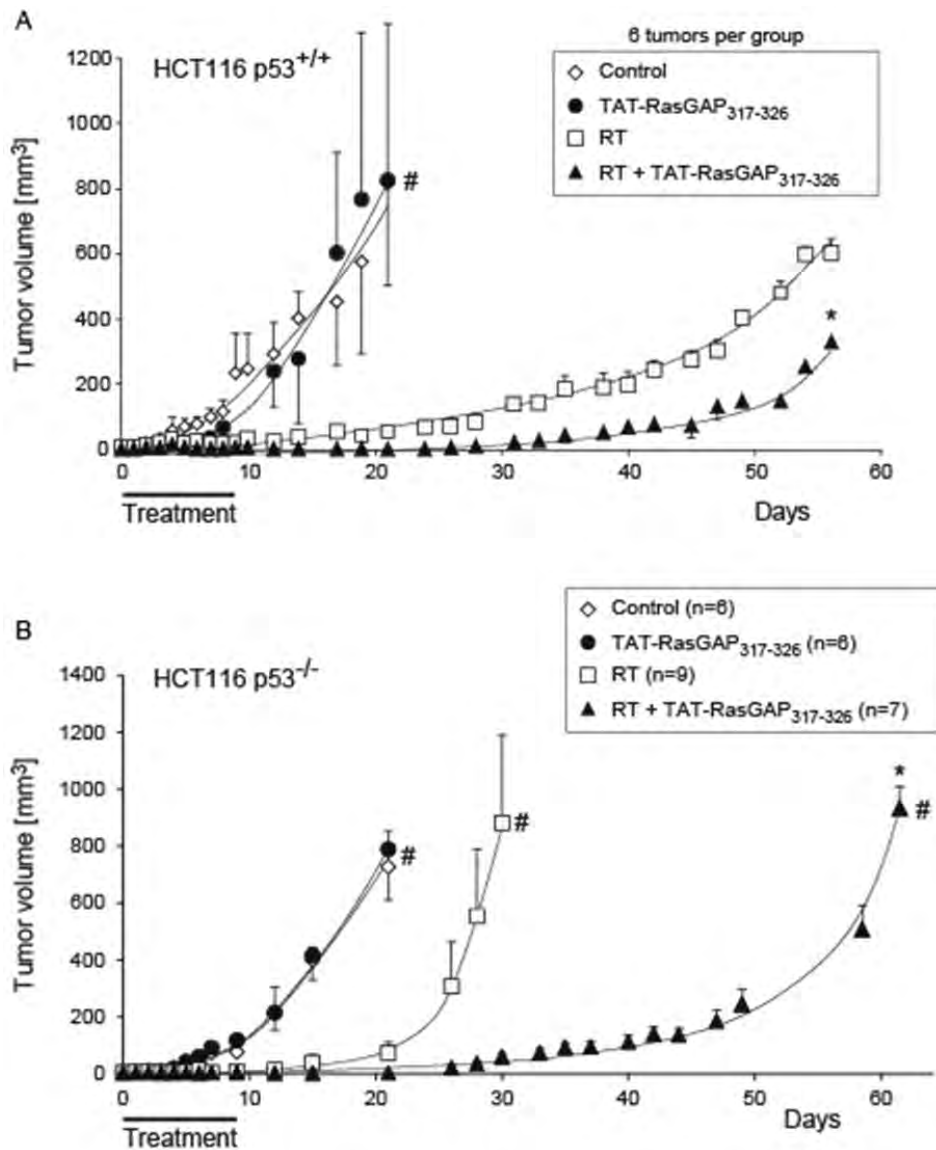 A
HCT116 p53+/+
6 tumors per group
Control
TAT-RasGAP317-326
RT
RT + TAT-RasGAP317-326
Tumor volume [mm3]
1200
1000
800
600
400
200
0
#
*
0 10 20 30 40 50 60
Treatment
Days
B
HCT116 p53-/-
Control (n=6)
TAT-RasGAP317-326 (n=6)
RT (n=9)
RT + TAT-RasGAP317-326 (n=7)
Tumor volume [mm3]
1400
1200
1000
800
600
400
200
0
*
# # #
0 10 20 30 40 50 60
Treatment
Days